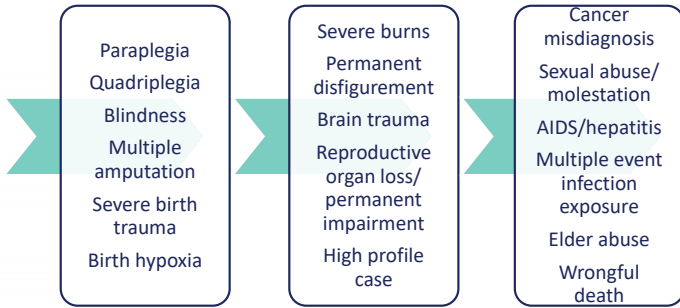 Paraplegia
Quadriplegia
Blindness
Multiple
amputation
Severe birth
trauma
Birth hypoxia
Severe burns
Permanent
disfigurement
Brain trauma
Reproductive
organ loss/
permanent
impairment
High profile
case
Cancer
misdiagnosis
Sexual abuse/
molestation
AIDS/hepatitis
Multiple event
infection
exposure
Elder abuse
Wrongful
death